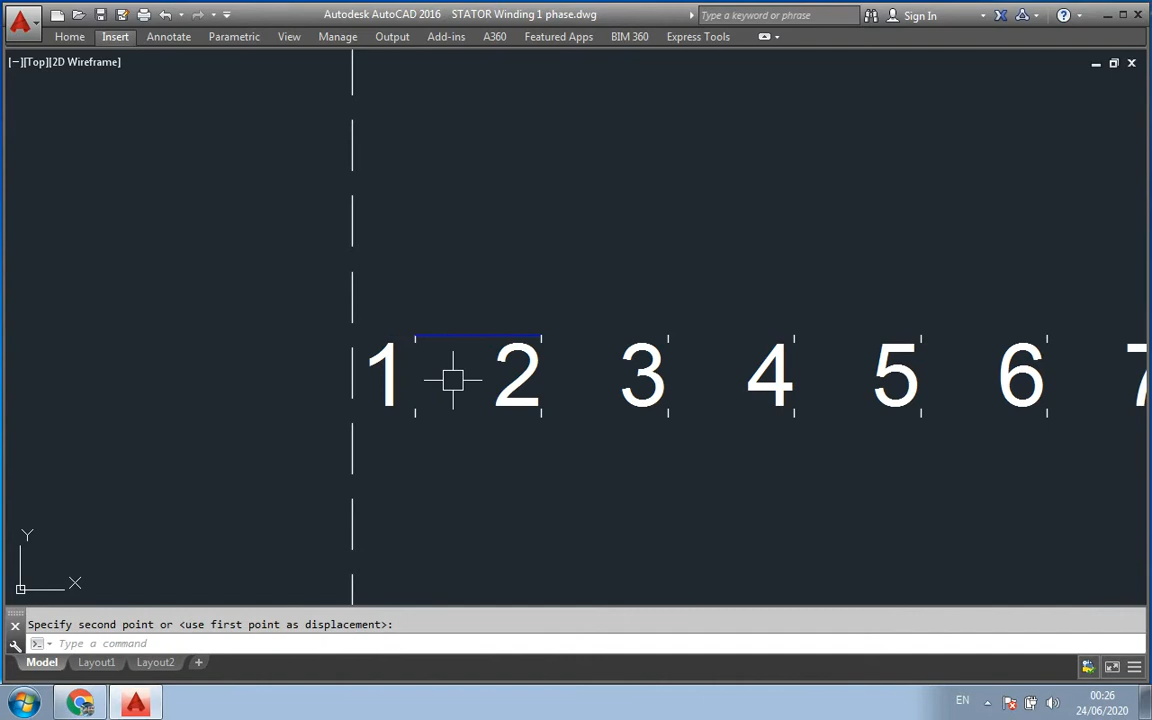 Autodesk AutoCAD 2016 STATOR Winding 1 phase.dwg
Type a keyword or phrase
Sign In
Home Insert Annotate Parametric View Manage Output Add-ins A360 Featured Apps BIM 360 Express Tools
[−][Top][2D Wireframe]
1 2 3 4 5 6 7
Y
X
Specify second point or <use first point as displacement>:
Type a command
Model Layout1 Layout2 +
EN
00:26
24/06/2020